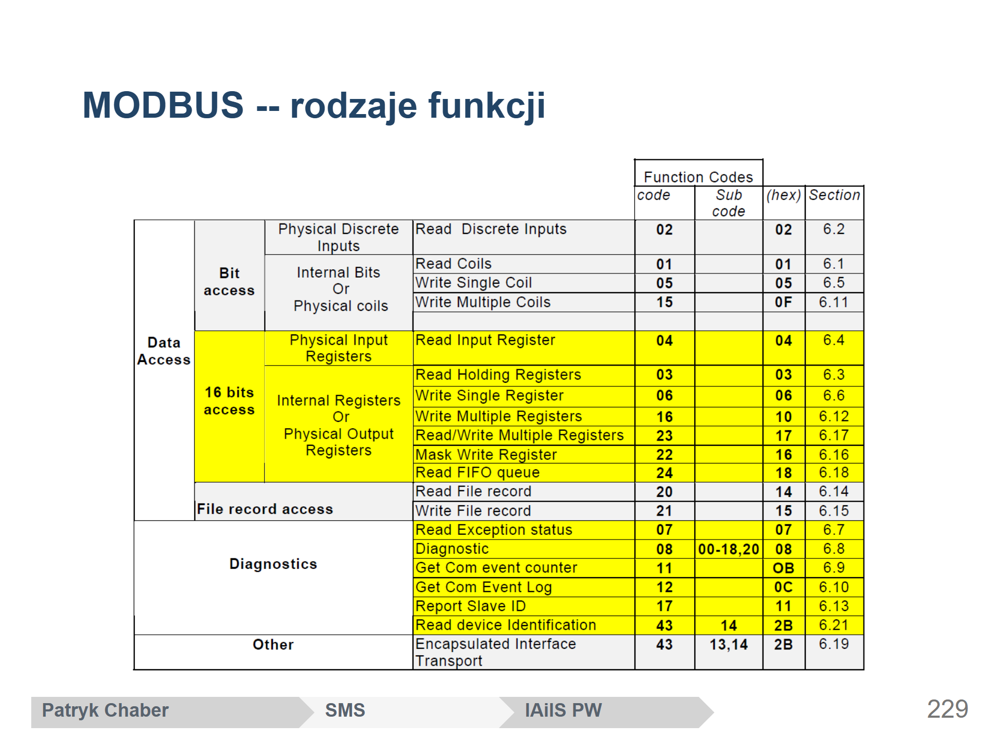 MODBUS -- rodzaje funkcji
Function Codes
code Sub code (hex) Section
Data Access
Bit access
Physical Discrete Inputs
Read Discrete Inputs 02 02 6.2
Internal Bits Or Physical coils
Read Coils 01 01 6.1
Write Single Coil 05 05 6.5
Write Multiple Coils 15 0F 6.11
16 bits access
Physical Input Registers
Read Input Register 04 04 6.4
Internal Registers Or Physical Output Registers
Read Holding Registers 03 03 6.3
Write Single Register 06 06 6.6
Write Multiple Registers 16 10 6.12
Read/Write Multiple Registers 23 17 6.17
Mask Write Register 22 16 6.16
Read FIFO queue 24 18 6.18
File record access
Read File record 20 14 6.14
Write File record 21 15 6.15
Diagnostics
Read Exception status 07 07 6.7
Diagnostic 08 00-18,20 08 6.8
Get Com event counter 11 OB 6.9
Get Com Event Log 12 0C 6.10
Report Slave ID 17 11 6.13
Read device Identification 43 14 2B 6.21
Other
Encapsulated Interface Transport 43 13,14 2B 6.19
Patryk Chaber SMS IAiIS PW 229